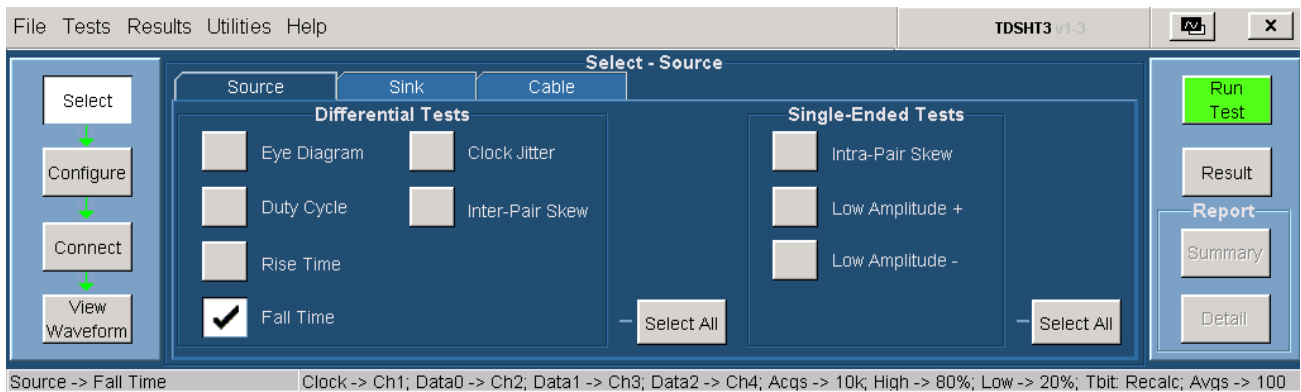 File Tests Results Utilities Help
TDSHT3 v1-3
x
Select - Source
Select
Configure
Connect
View
Waveform
Source Sink Cable
Differential Tests
Eye Diagram
Clock Jitter
Duty Cycle
Inter-Pair Skew
Rise Time
Fall Time
Select All
Single-Ended Tests
Intra-Pair Skew
Low Amplitude +
Low Amplitude -
Select All
Run
Test
Result
Report
Summary
Detail
Source -> Fall Time
Clock -> Ch1; Data0 -> Ch2; Data1 -> Ch3; Data2 -> Ch4; Acqs -> 10k; High -> 80%; Low -> 20%; Tbit: Recalc; Avgs -> 100